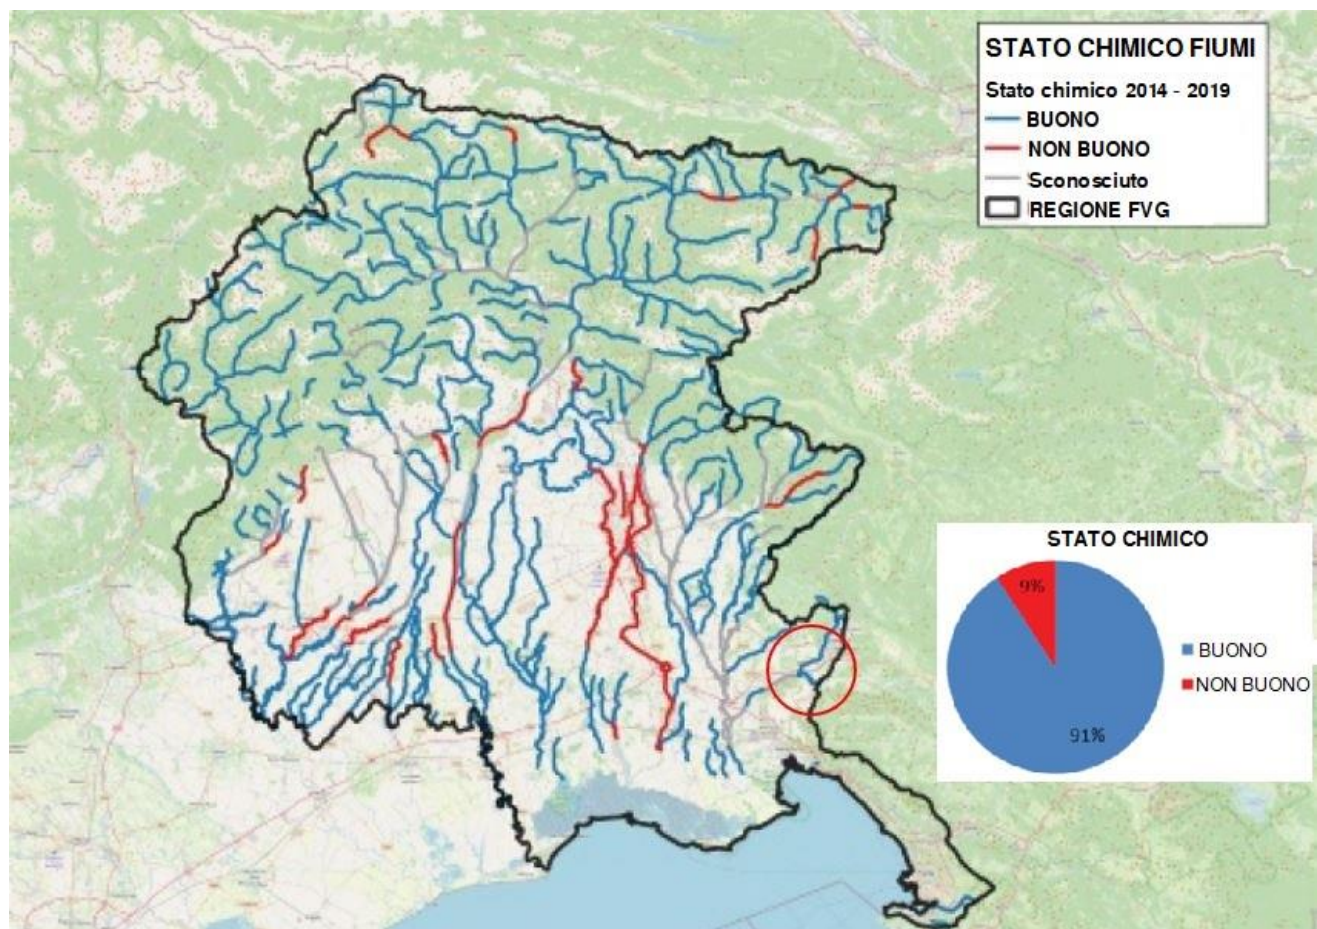 STATO CHIMICO FIUMI
Stato chimico 2014 - 2019
BUONO
NON BUONO
Sconosciuto
REGIONE FVG
STATO CHIMICO
9%
91%
BUONO
NON BUONO